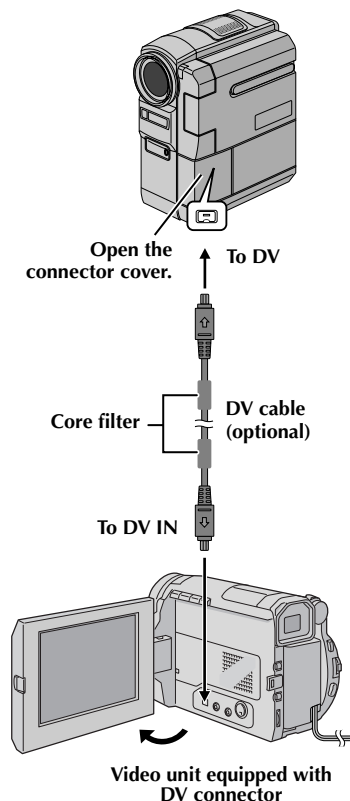 Open the
connector cover.
To DV
Core filter
DV cable
(optional)
To DV IN
Video unit equipped with
DV connector